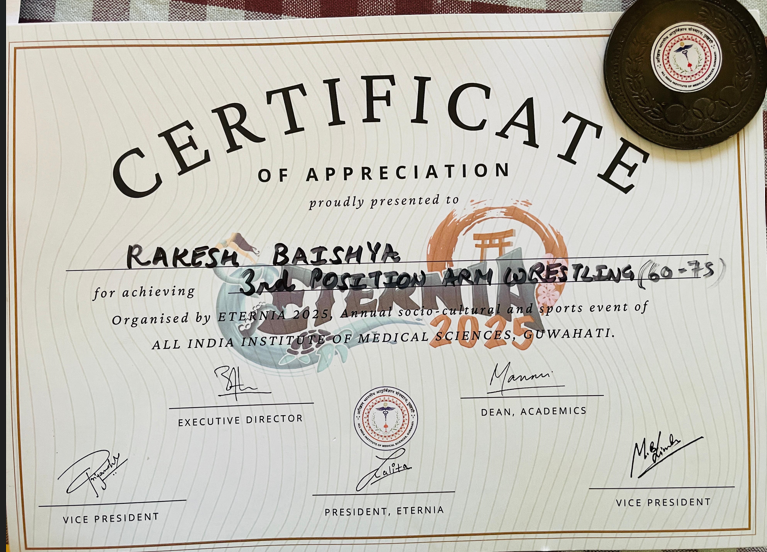 CERTIFICATE
OF APPRECIATION
proudly presented to
RAKESH BAISHYA
for achieving 3rd POSITION ARM WRESTLING (60-75)
ETERNIA
2025
Organised by ETERNIA 2025, Annual socio-cultural and sports event of
ALL INDIA INSTITUTE OF MEDICAL SCIENCES, GUWAHATI.
EXECUTIVE DIRECTOR
Manasi
DEAN, ACADEMICS
VICE PRESIDENT
Lalita
PRESIDENT, ETERNIA
VICE PRESIDENT